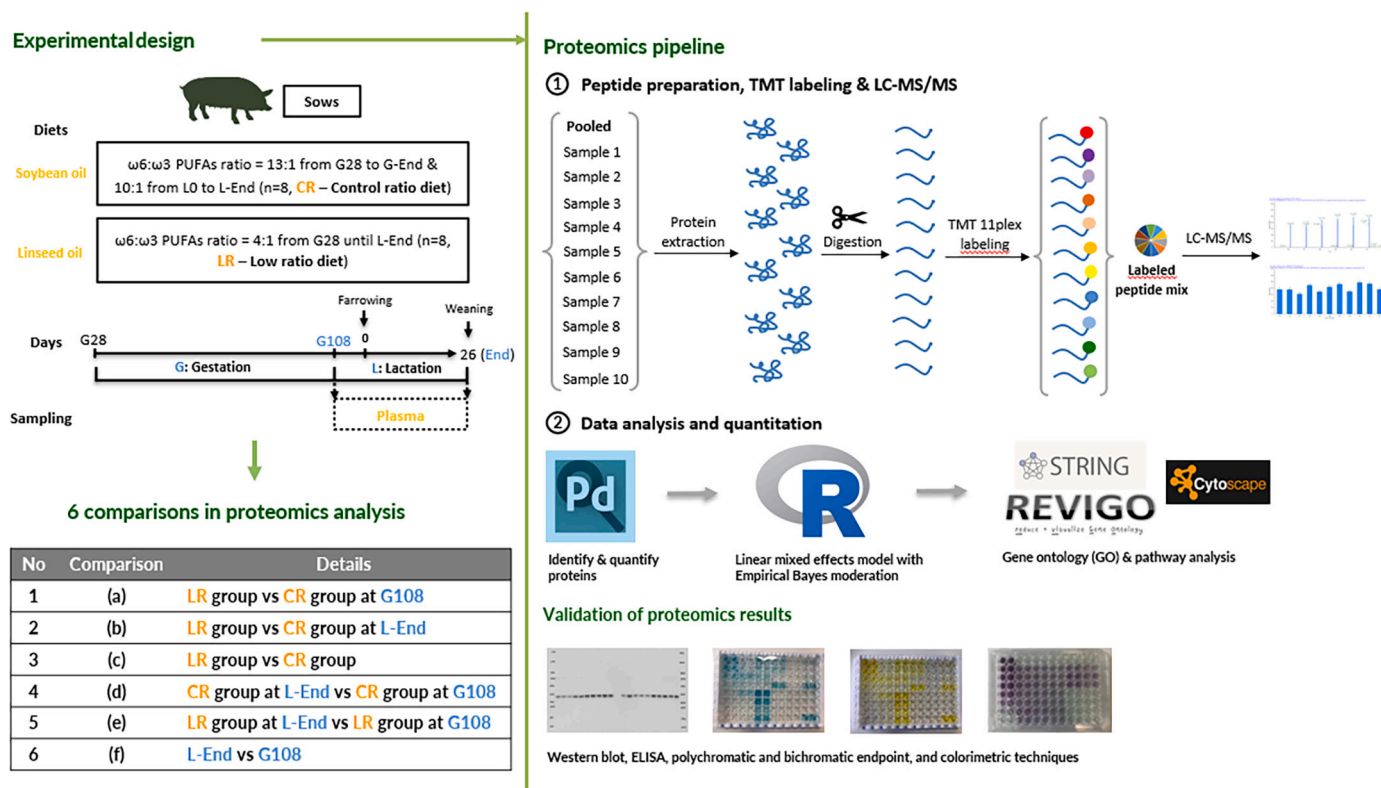 Experimental design
Sows
Diets
Soybean oil
ω6:ω3 PUFAs ratio = 13:1 from G28 to G-End &
10:1 from L0 to L-End (n=8, CR – Control ratio diet)
Linseed oil
ω6:ω3 PUFAs ratio = 4:1 from G28 until L-End (n=8,
LR – Low ratio diet)
Farrowing
Weaning
Days
G28
G108
0
26 (End)
G: Gestation
L: Lactation
Sampling
Plasma
6 comparisons in proteomics analysis
No Comparison Details
1 (a) LR group vs CR group at G108
2 (b) LR group vs CR group at L-End
3 (c) LR group vs CR group
4 (d) CR group at L-End vs CR group at G108
5 (e) LR group at L-End vs LR group at G108
6 (f) L-End vs G108
Proteomics pipeline
1 Peptide preparation, TMT labeling & LC-MS/MS
Pooled
Sample 1
Sample 2
Sample 3
Sample 4
Sample 5
Sample 6
Sample 7
Sample 8
Sample 9
Sample 10
Protein
extraction
Digestion
TMT 11plex
labeling
Labeled
peptide mix
LC-MS/MS
2 Data analysis and quantitation
Pd
R
STRING
REVIGO
reduce + visualize Gene Ontology
Cytoscape
Identify & quantify
proteins
Linear mixed effects model with
Empirical Bayes moderation
Gene ontology (GO) & pathway analysis
Validation of proteomics results
Western blot, ELISA, polychromatic and bichromatic endpoint, and colorimetric techniques